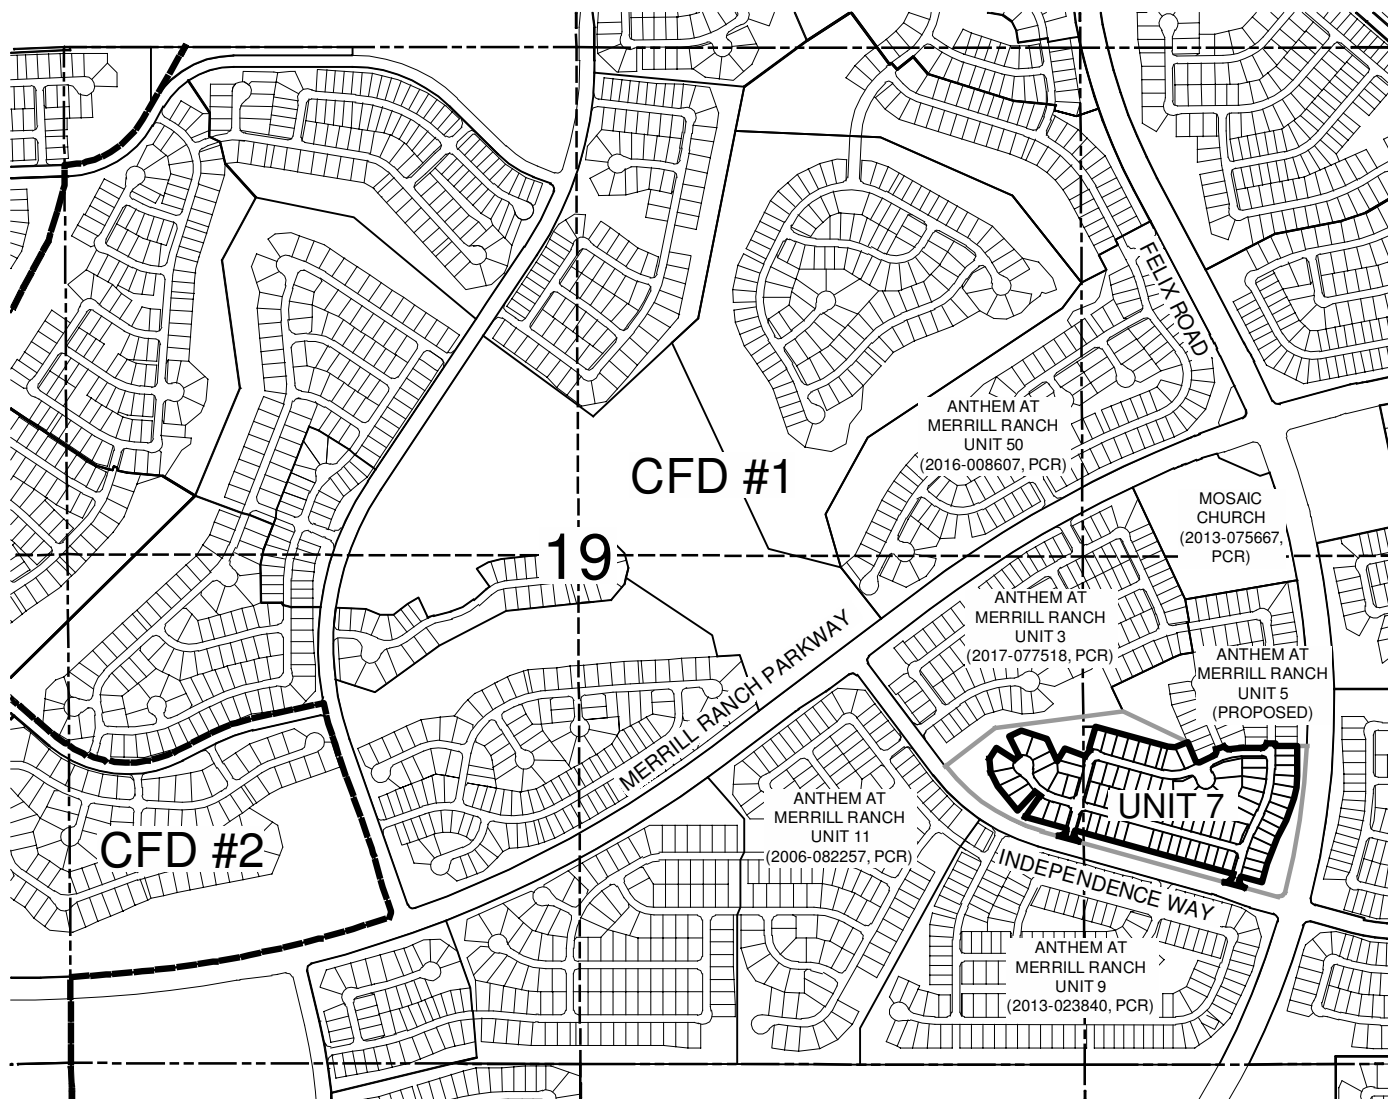 FELIX ROAD
ANTHEM AT
MERRILL RANCH
UNIT 50
(2016-008607, PCR)
CFD #1
MOSAIC
CHURCH
(2013-075667,
PCR)
19
ANTHEM AT
MERRILL RANCH
UNIT 3
(2017-077518, PCR)
MERRILL RANCH PARKWAY
ANTHEM AT
MERRILL RANCH
UNIT 5
(PROPOSED)
UNIT 7
ANTHEM AT
MERRILL RANCH
UNIT 11
(2006-082257, PCR)
CFD #2
INDEPENDENCE WAY
ANTHEM AT
MERRILL RANCH
UNIT 9
(2013-023840, PCR)